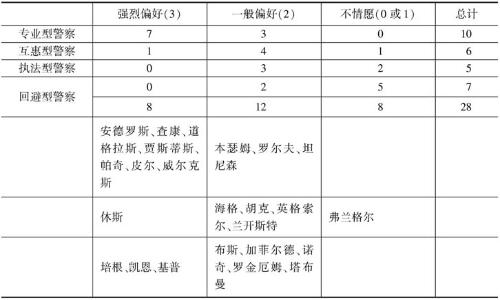 强烈偏好(3) 一般偏好(2) 不情愿(0或1) 总计
专业型警察 7 3 0 10
互惠型警察 1 4 1 6
执法型警察 0 3 2 5
回避型警察 0 2 5 7
8 12 8 28
安德罗斯、查康、道
格拉斯、贾斯蒂斯、
帕奇、皮尔、威尔克
斯
本瑟姆、罗尔夫、坦
尼森
休斯
海格、胡克、英格索
尔、兰开斯特
弗兰格尔
培根、凯恩、基普
布斯、加菲尔德、诺
奇、罗金厄姆、塔布
曼